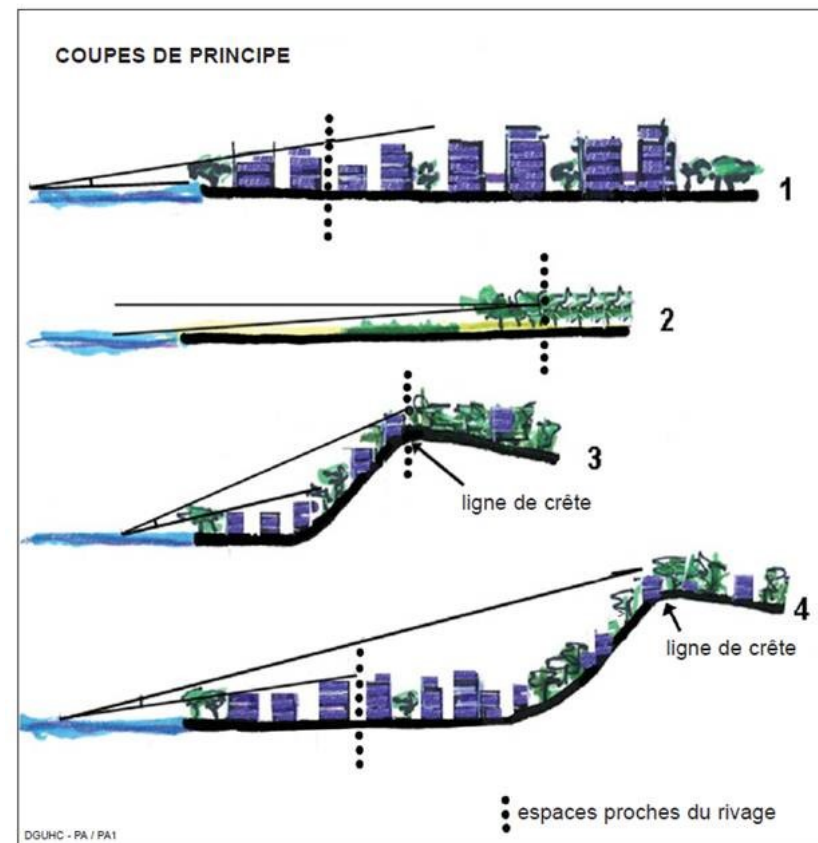 COUPES DE PRINCIPE
1
2
3
ligne de crête
4
ligne de crête
espaces proches du rivage
DGUHC - PA / PA1